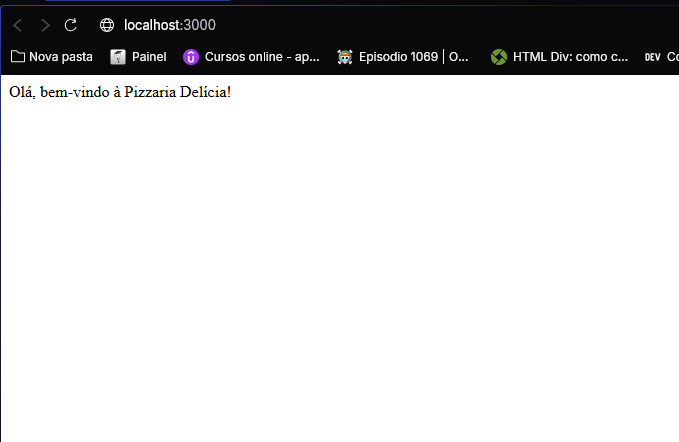 localhost:3000
Nova pasta Painel Cursos online - ap... Episodio 1069 | O... HTML Div: como c... DEV Co
Olá, bem-vindo à Pizzaria Delícia!